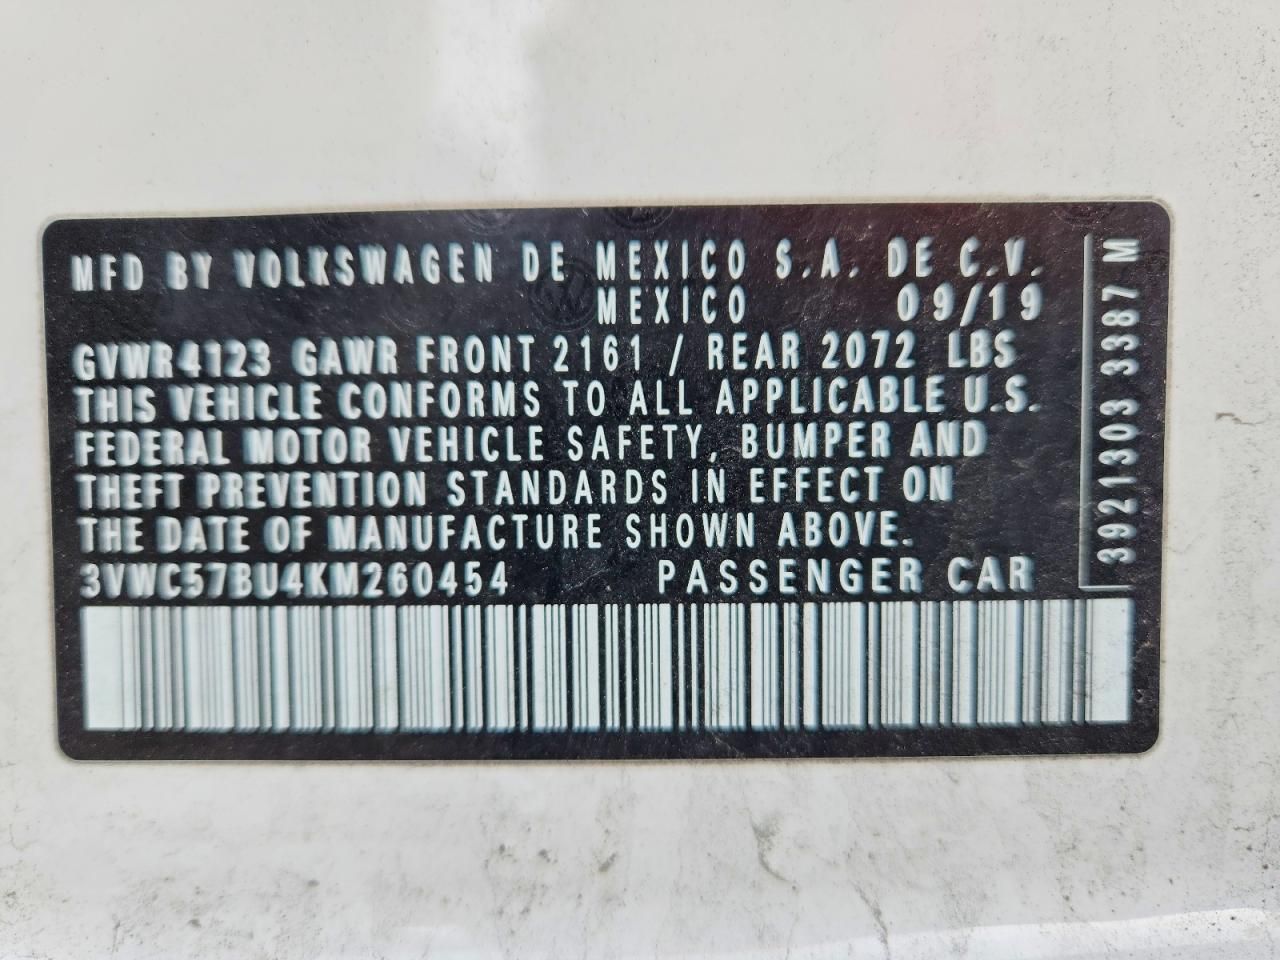 MFD BY VOLKSWAGEN DE MEXICO S.A. DE C.V.
MEXICO 09/19
GVWR4123 GAWR FRONT 2161 / REAR 2072 LBS
THIS VEHICLE CONFORMS TO ALL APPLICABLE U.S.
FEDERAL MOTOR VEHICLE SAFETY, BUMPER AND
THEFT PREVENTION STANDARDS IN EFFECT ON
THE DATE OF MANUFACTURE SHOWN ABOVE.
3VWC57BU4KM260454 PASSENGER CAR
3921303 3387 M